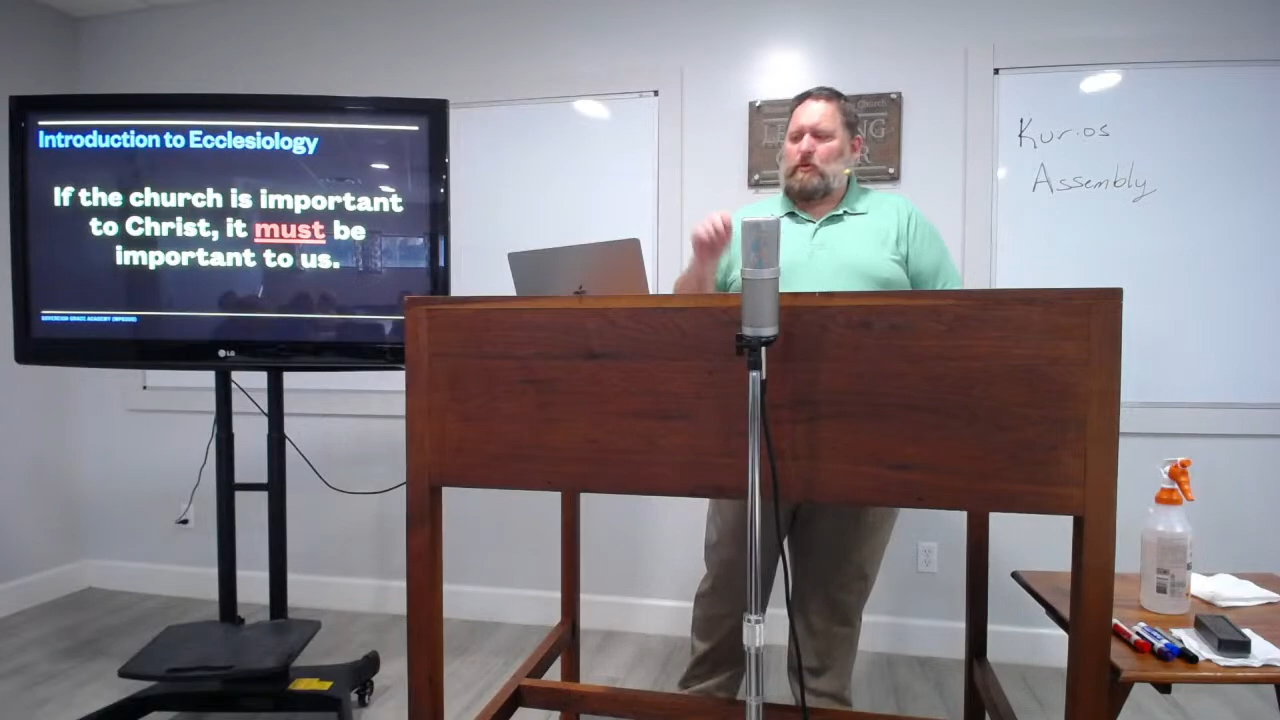 Introduction to Ecclesiology
If the church is important
to Christ, it must be
important to us.
LG
Church
Kurios
Assembly